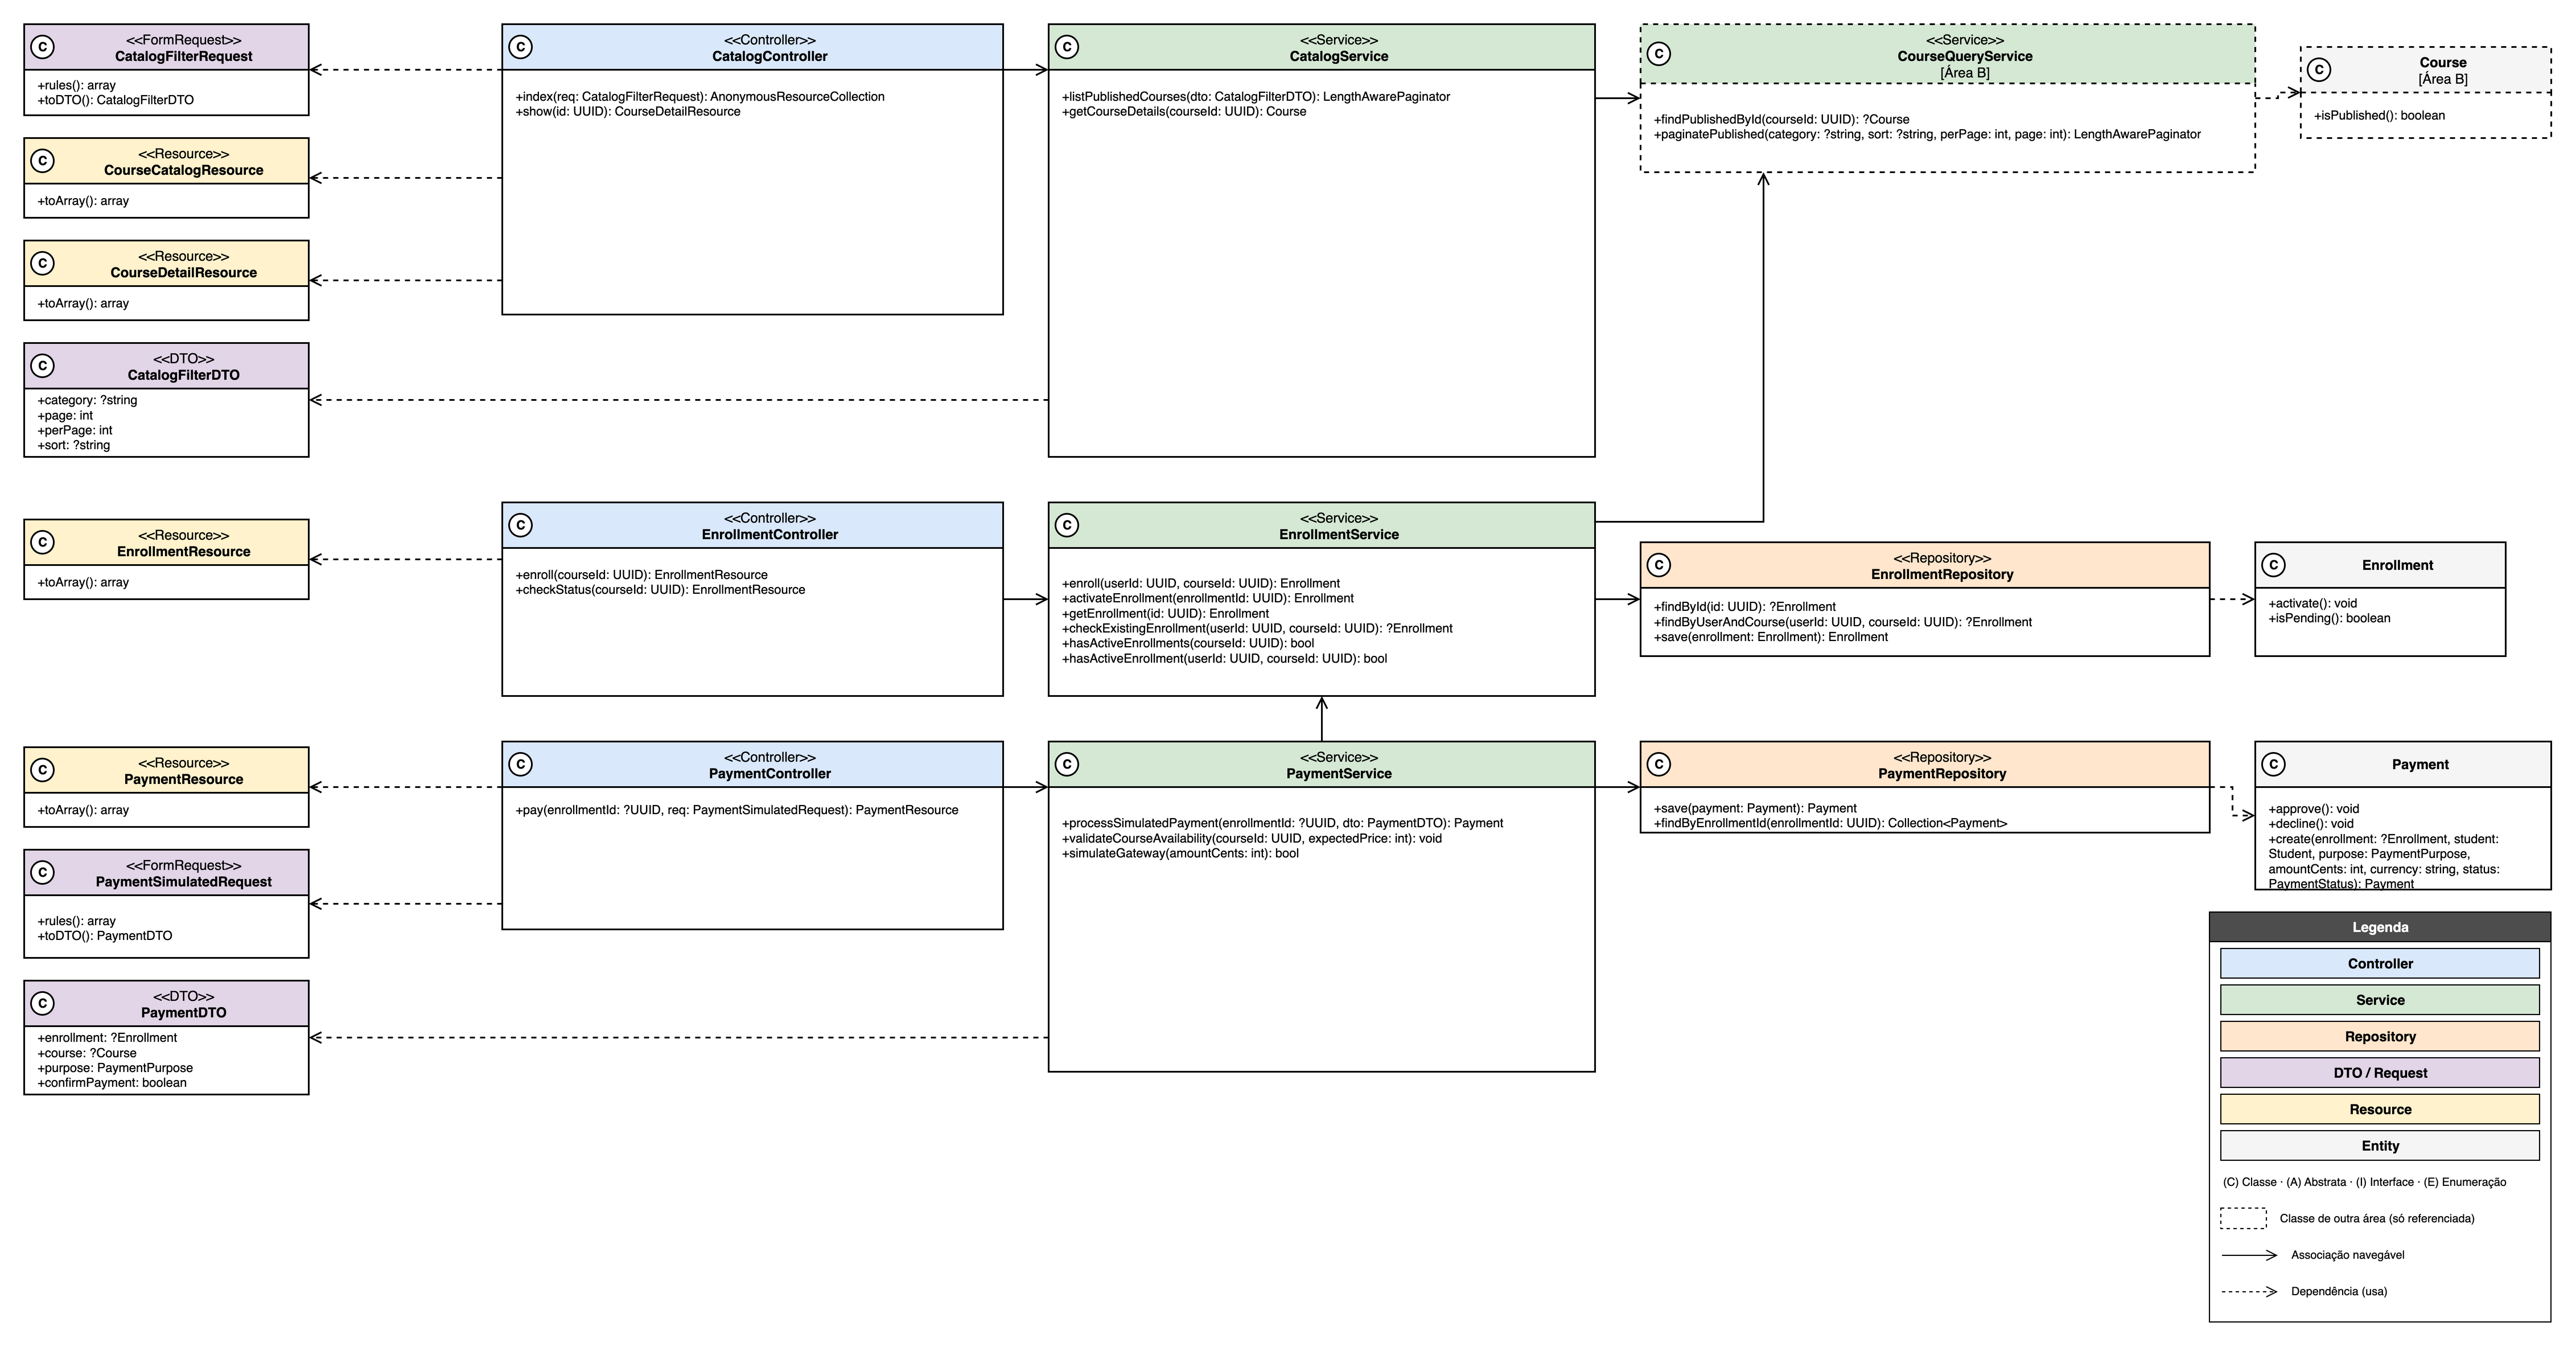 C
<<FormRequest>>
CatalogFilterRequest
+rules(): array
+toDTO(): CatalogFilterDTO
C
<<Resource>>
CourseCatalogResource
+toArray(): array
C
<<Resource>>
CourseDetailResource
+toArray(): array
C
<<DTO>>
CatalogFilterDTO
+category: ?string
+page: int
+perPage: int
+sort: ?string
C
<<Controller>>
CatalogController
+index(req: CatalogFilterRequest): AnonymousResourceCollection
+show(id: UUID): CourseDetailResource
C
<<Service>>
CatalogService
+listPublishedCourses(dto: CatalogFilterDTO): LengthAwarePaginator
+getCourseDetails(courseId: UUID): Course
C
<<Service>>
CourseQueryService
[Área B]
+findPublishedById(courseId: UUID): ?Course
+paginatePublished(category: ?string, sort: ?string, perPage: int, page: int): LengthAwarePaginator
C
Course
[Área B]
+isPublished(): boolean
C
<<Resource>>
EnrollmentResource
+toArray(): array
C
<<Controller>>
EnrollmentController
+enroll(courseId: UUID): EnrollmentResource
+checkStatus(courseId: UUID): EnrollmentResource
C
<<Service>>
EnrollmentService
+enroll(userId: UUID, courseId: UUID): Enrollment
+activateEnrollment(enrollmentId: UUID): Enrollment
+getEnrollment(id: UUID): Enrollment
+checkExistingEnrollment(userId: UUID, courseId: UUID): ?Enrollment
+hasActiveEnrollments(courseId: UUID): bool
+hasActiveEnrollment(userId: UUID, courseId: UUID): bool
C
<<Repository>>
EnrollmentRepository
+findById(id: UUID): ?Enrollment
+findByUserAndCourse(userId: UUID, courseId: UUID): ?Enrollment
+save(enrollment: Enrollment): Enrollment
C
Enrollment
+activate(): void
+isPending(): boolean
C
<<Resource>>
PaymentResource
+toArray(): array
C
<<FormRequest>>
PaymentSimulatedRequest
+rules(): array
+toDTO(): PaymentDTO
C
<<DTO>>
PaymentDTO
+enrollment: ?Enrollment
+course: ?Course
+purpose: PaymentPurpose
+confirmPayment: boolean
C
<<Controller>>
PaymentController
+pay(enrollmentId: ?UUID, req: PaymentSimulatedRequest): PaymentResource
C
<<Service>>
PaymentService
+processSimulatedPayment(enrollmentId: ?UUID, dto: PaymentDTO): Payment
+validateCourseAvailability(courseId: UUID, expectedPrice: int): void
+simulateGateway(amountCents: int): bool
C
<<Repository>>
PaymentRepository
+save(payment: Payment): Payment
+findByEnrollmentId(enrollmentId: UUID): Collection<Payment>
C
Payment
+approve(): void
+decline(): void
+create(enrollment: ?Enrollment, student:
Student, purpose: PaymentPurpose,
amountCents: int, currency: string, status:
PaymentStatus): Payment
Legenda
Controller
Service
Repository
DTO / Request
Resource
Entity
(C) Classe · (A) Abstrata · (I) Interface · (E) Enumeração
Classe de outra área (só referenciada)
Associação navegável
Dependência (usa)